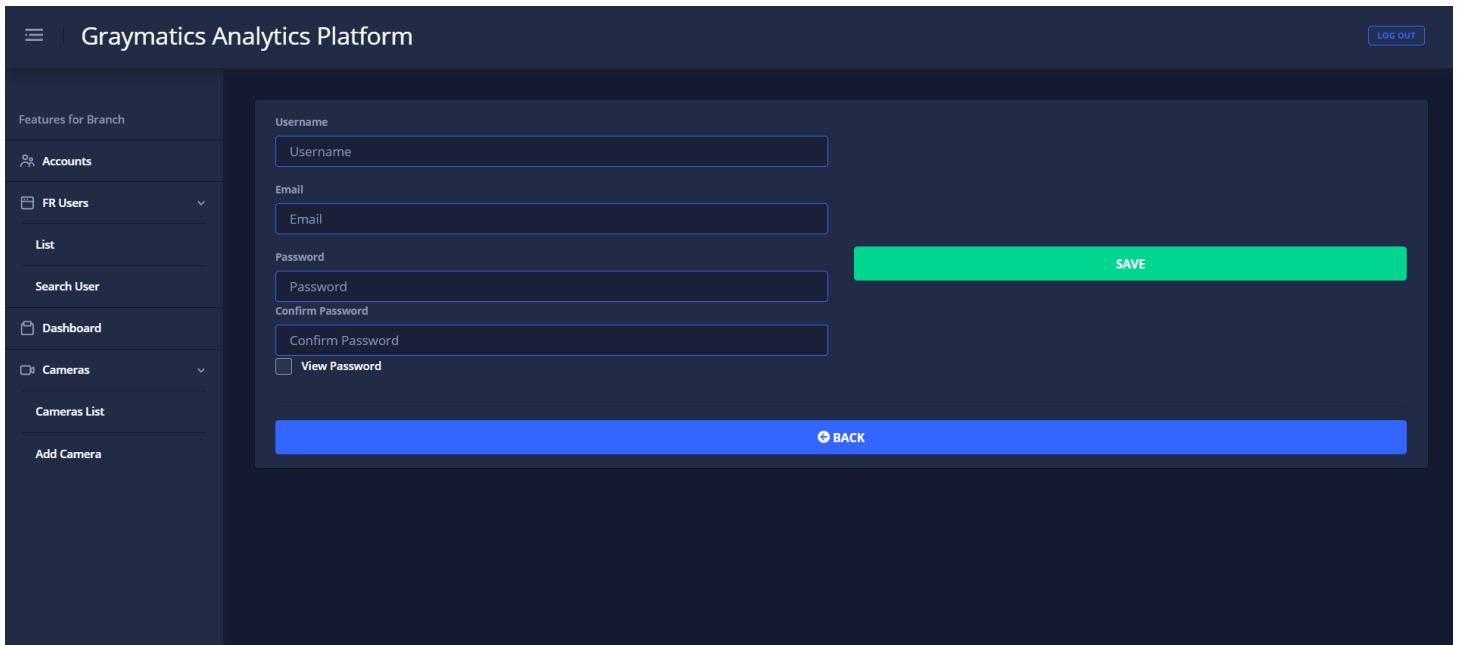 Graymatics Analytics Platform
LOG OUT
Features for Branch
Accounts
FR Users
List
Search User
Dashboard
Cameras
Cameras List
Add Camera
Username
Username
Email
Email
Password
Password
Confirm Password
Confirm Password
View Password
SAVE
BACK